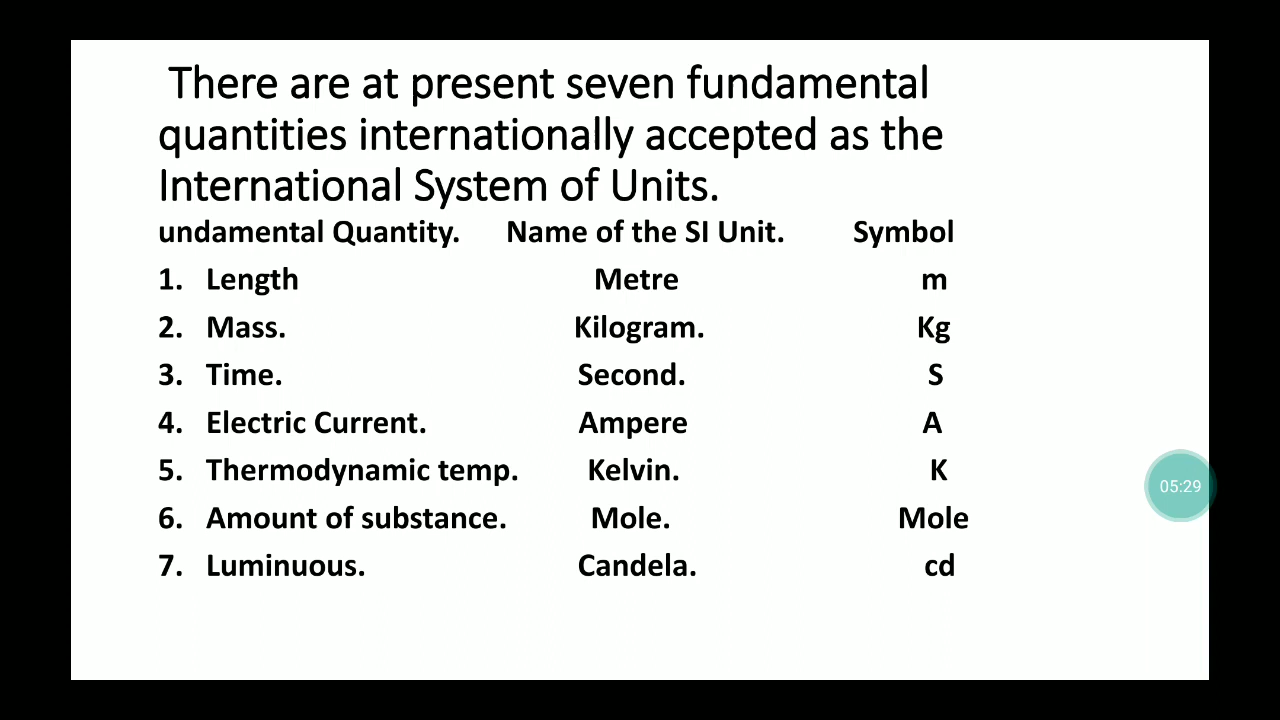 There are at present seven fundamental
quantities internationally accepted as the
International System of Units.
undamental Quantity. Name of the SI Unit. Symbol
1. Length Metre m
2. Mass. Kilogram. Kg
3. Time. Second. S
4. Electric Current. Ampere A
5. Thermodynamic temp. Kelvin. K
05:29
6. Amount of substance. Mole. Mole
7. Luminuous. Candela. cd